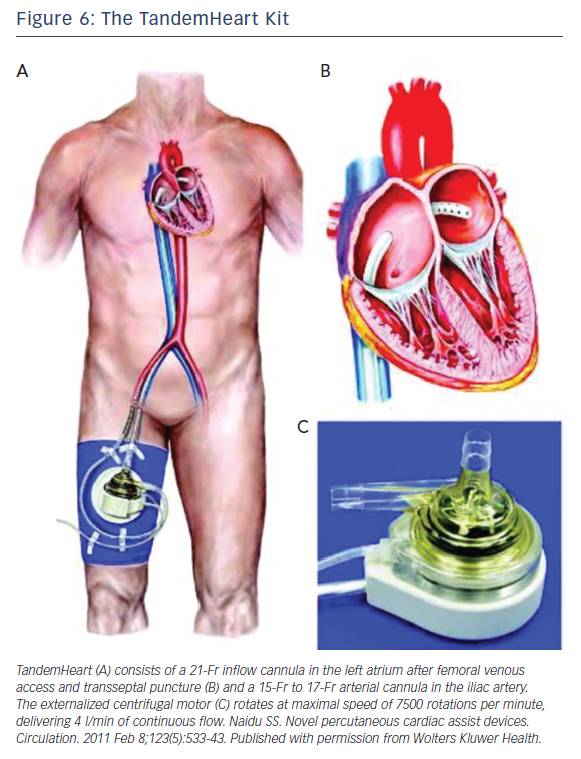 Figure 6: The TandemHeart Kit
A
B
C
TandemHeart (A) consists of a 21-Fr inflow cannula in the left atrium after femoral venous
access and transseptal puncture (B) and a 15-Fr to 17-Fr arterial cannula in the iliac artery.
The externalized centrifugal motor (C) rotates at maximal speed of 7500 rotations per minute,
delivering 4 l/min of continuous flow. Naidu SS. Novel percutaneous cardiac assist devices.
Circulation. 2011 Feb 8;123(5):533-43. Published with permission from Wolters Kluwer Health.